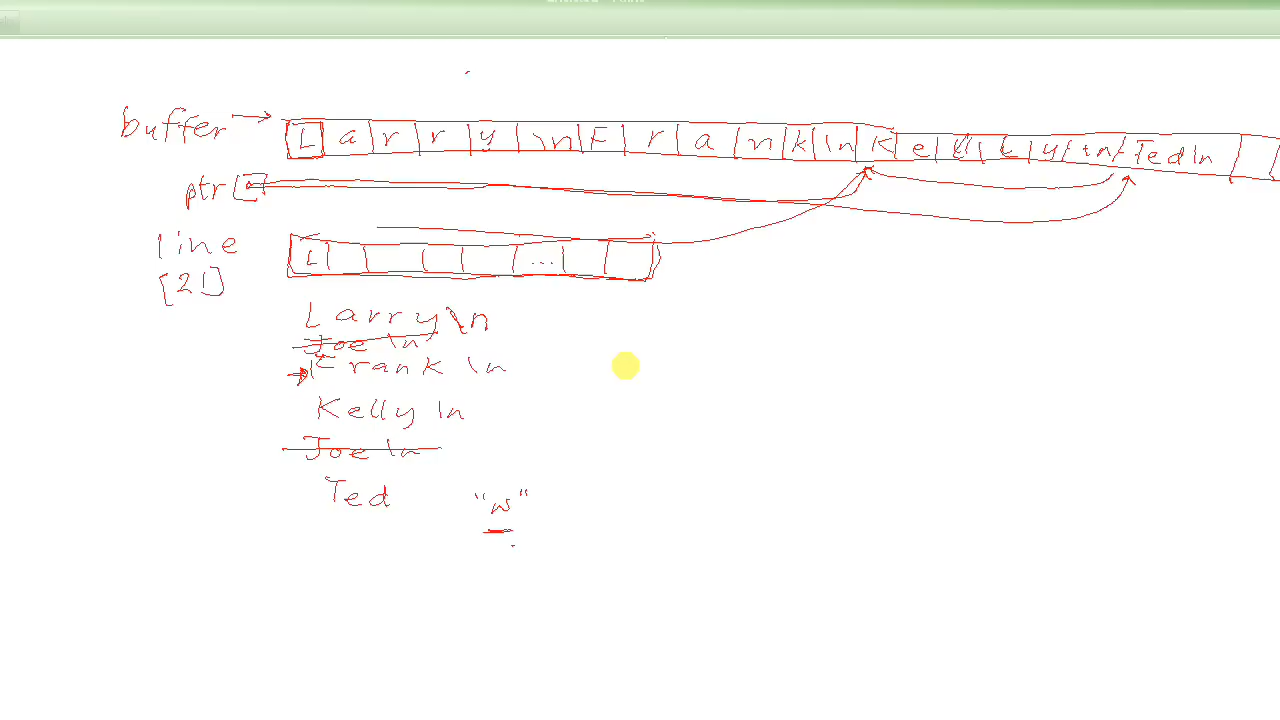 buffer → L a r r y \n F r a n k \n K e l l y \n Ted\n
ptr
line L ...
[21]
Larry\n
Joe \n
Frank \n
Kelly \n
Joe \n
Ted "w"